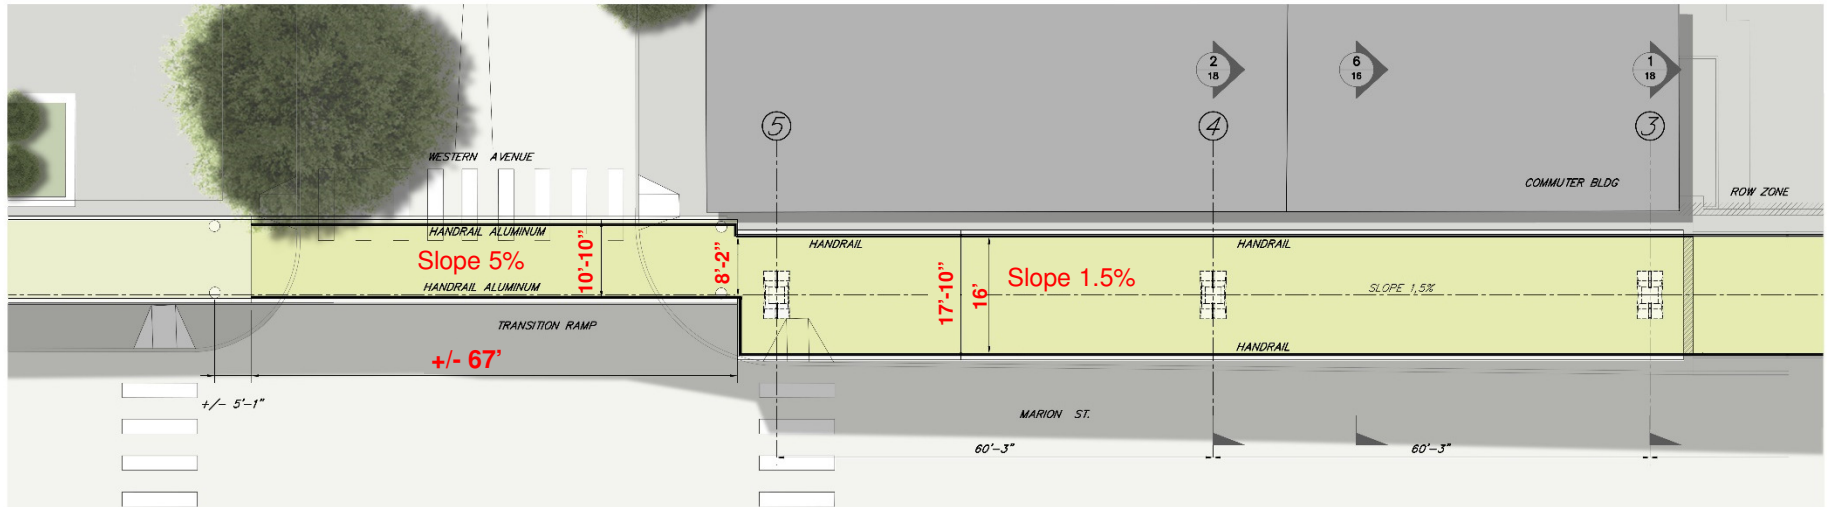 2
18
6
16
1
18
5
4
3
WESTERN AVENUE
COMMUTER BLDG
ROW ZONE
HANDRAIL ALUMINUM
Slope 5%
10'-10"
8'-2"
HANDRAIL ALUMINUM
HANDRAIL
HANDRAIL
17'-10"
16'
Slope 1.5%
SLOPE 1,5%
TRANSITION RAMP
HANDRAIL
+/- 67'
+/- 5'-1"
MARION ST.
60'-3"
60'-3"